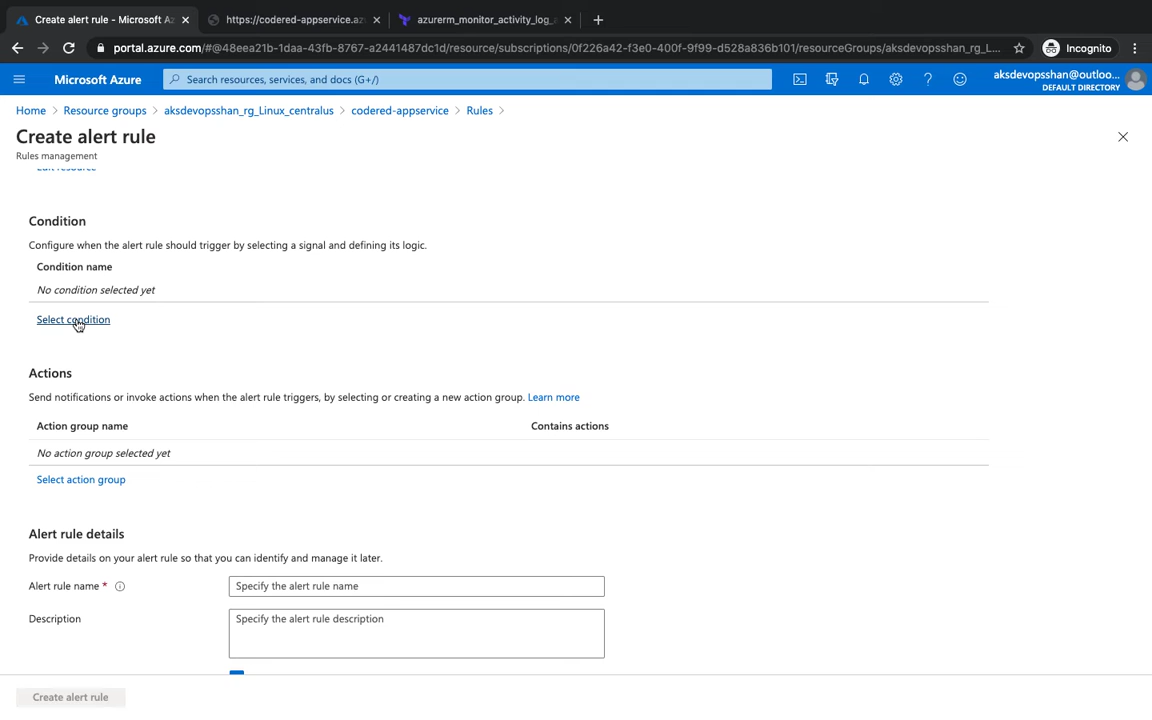 Create alert rule - Microsoft Az
https://codered-appservice.az
azurerm_monitor_activity_log_
portal.azure.com/#@48eea21b-1daa-43fb-8767-a2441487dc1d/resource/subscriptions/0f226a42-f3e0-400f-9f99-d528a836b101/resourceGroups/aksdevopsshan_rg_L...
Incognito
Microsoft Azure
Search resources, services, and docs (G+/)
aksdevopsshan@outloo...
DEFAULT DIRECTORY
Home > Resource groups > aksdevopsshan_rg_Linux_centralus > codered-appservice > Rules >
Create alert rule
Rules management
Edit resource
Condition
Configure when the alert rule should trigger by selecting a signal and defining its logic.
Condition name
No condition selected yet
Select condition
Actions
Send notifications or invoke actions when the alert rule triggers, by selecting or creating a new action group. Learn more
Action group name Contains actions
No action group selected yet
Select action group
Alert rule details
Provide details on your alert rule so that you can identify and manage it later.
Alert rule name * Specify the alert rule name
Description Specify the alert rule description
Create alert rule